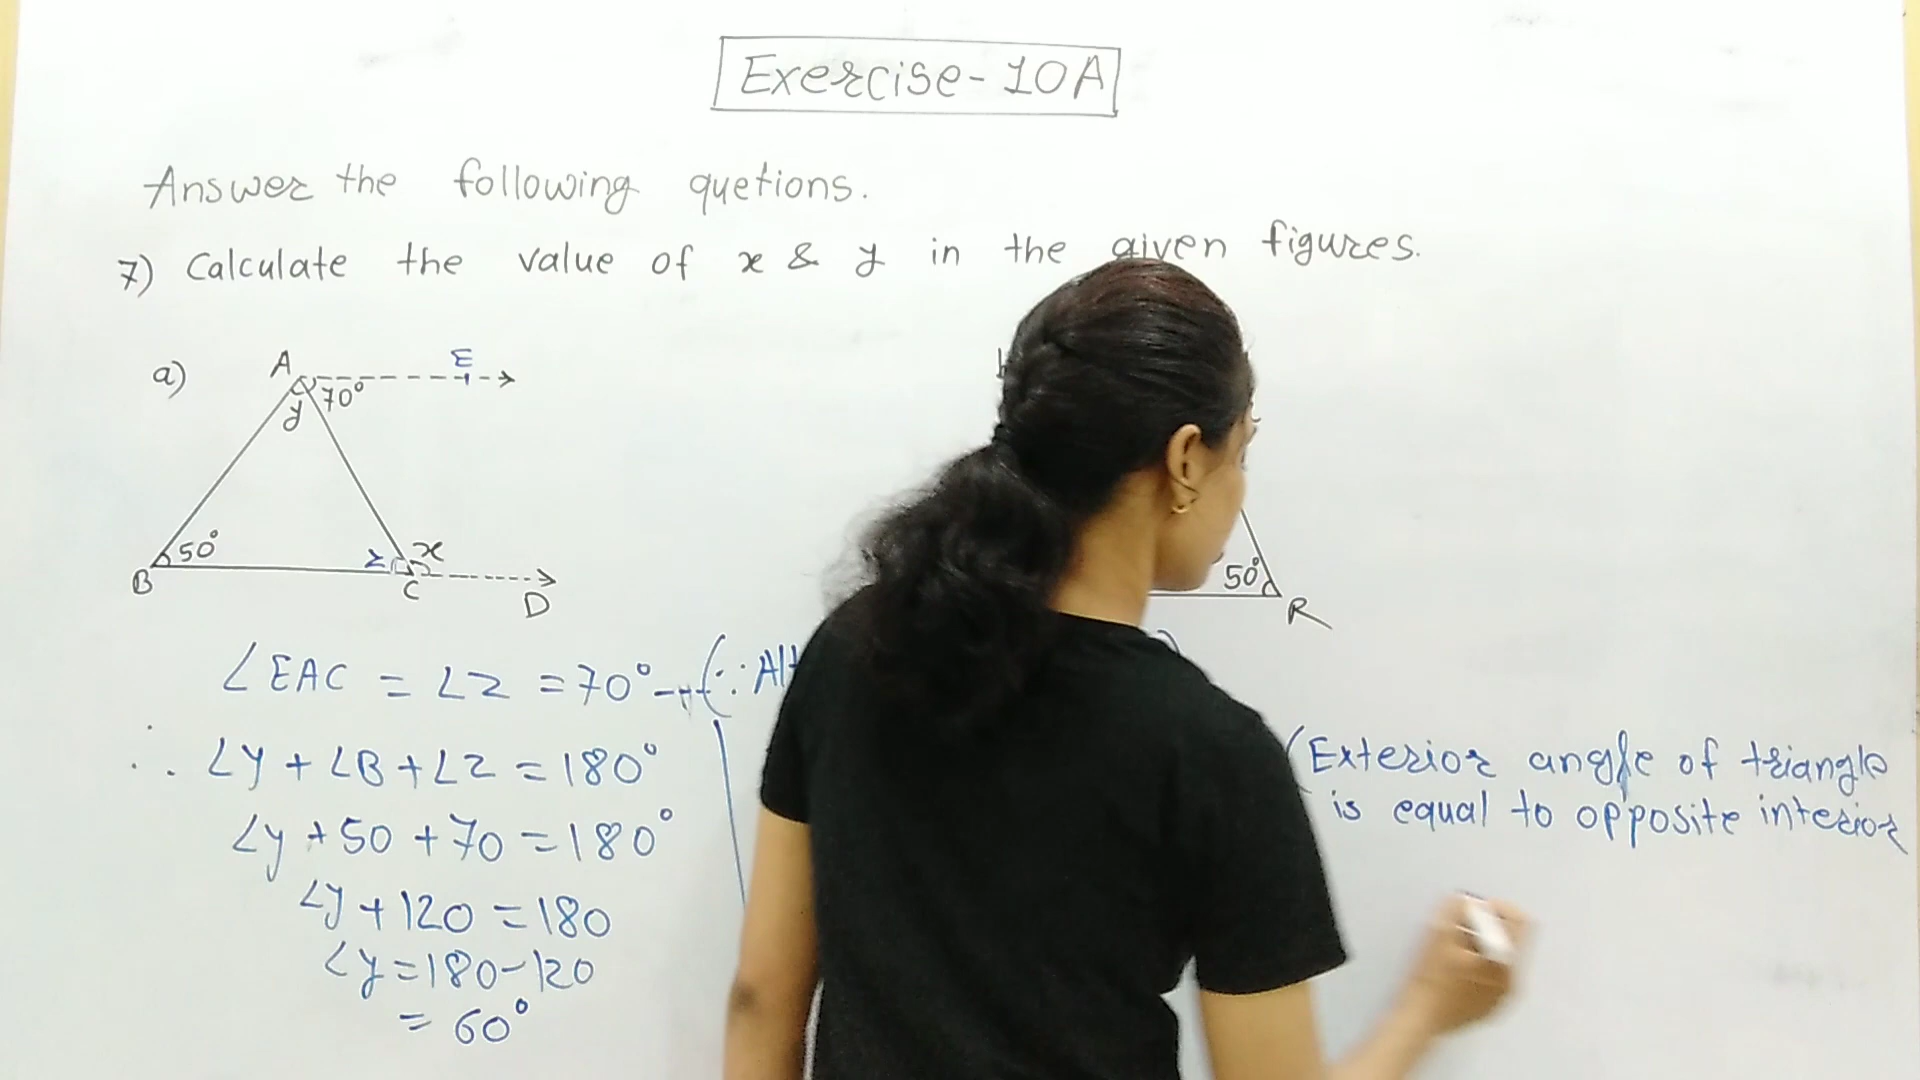 Exercise-10A
Answer the following quetions.
7) Calculate the value of x & y in the given figures.
a)
A
E
70°
y
50°
z
x
B
C
D
50°
R
∠EAC = ∠z = 70° (∵ Alt
∴ ∠y + ∠B + ∠z = 180°
∠y + 50 + 70 = 180°
∠y + 120 = 180
∠y = 180 - 120
= 60°
(Exterior angle of triangle
is equal to opposite interior